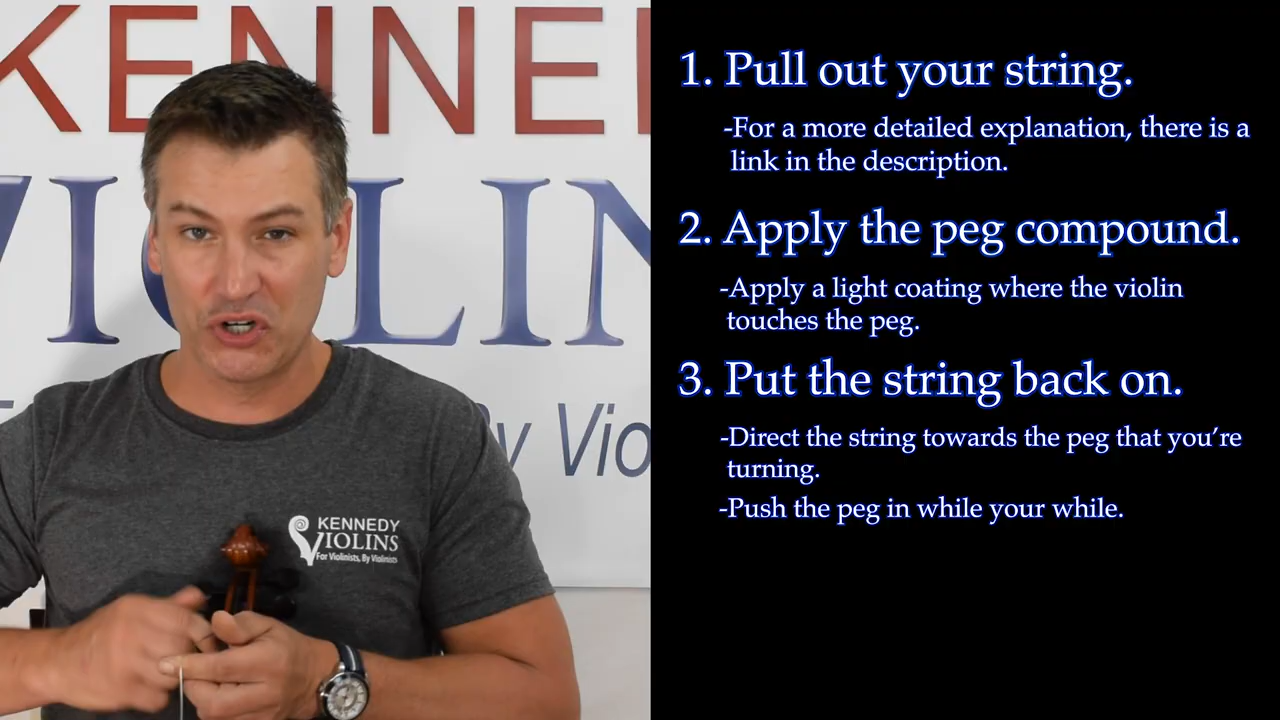 KENNE
VIOLIN
By Vio
KENNEDY
VIOLINS
For Violinists, By Violinists
1. Pull out your string.
-For a more detailed explanation, there is a
link in the description.
2. Apply the peg compound.
-Apply a light coating where the violin
touches the peg.
3. Put the string back on.
-Direct the string towards the peg that you're
turning.
-Push the peg in while your while.